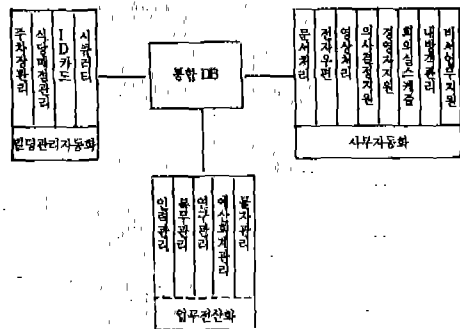 주차장관리
식당매점관리
ID카드
시큐리티
빌딩관리자동화
통합 DB
문서처리
전자우편
영상처리
의사결정지원
경영자지원
회의실스케줄
내방객관리
비서업무지원
사무자동화
인력관리
복무관리
연구관리
예산회계관리
물자관리
업무전산화